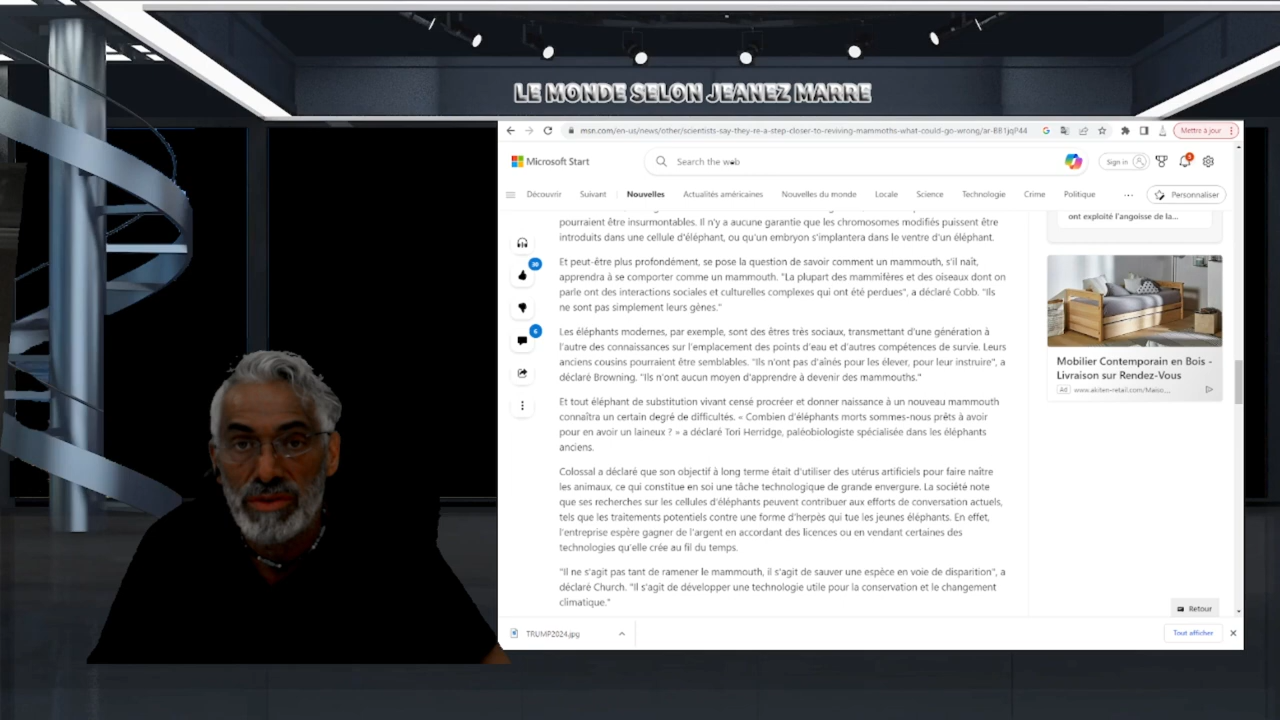 LE MONDE SELON JEANEZ MARRE
msn.com/en-us/news/other/scientists-say-they-re-a-step-closer-to-reviving-mammoths-what-could-go-wrong/ar-BB1jqP44
Mettre à jour
Microsoft Start
Search the web
Sign in
Découvrir Suivant Nouvelles Actualités américaines Nouvelles du monde Locale Science Technologie Crime Politique ... Personnaliser
pourraient être insurmontables. Il n'y a aucune garantie que les chromosomes modifiés puissent être
introduits dans une cellule d'éléphant, ou qu'un embryon s'implantera dans le ventre d'un éléphant.
Et peut-être plus profondément, se pose la question de savoir comment un mammouth, s'il naît,
apprendra à se comporter comme un mammouth. "La plupart des mammifères et des oiseaux dont on
parle ont des interactions sociales et culturelles complexes qui ont été perdues", a déclaré Cobb. "Ils
ne sont pas simplement leurs gènes."
Les éléphants modernes, par exemple, sont des êtres très sociaux, transmettant d'une génération à
l'autre des connaissances sur l'emplacement des points d'eau et d'autres compétences de survie. Leurs
anciens cousins pourraient être semblables. "Ils n'ont pas d'aînés pour les élever, pour leur instruire", a
déclaré Browning. "Ils n'ont aucun moyen d'apprendre à devenir des mammouths."
Et tout éléphant de substitution vivant censé procréer et donner naissance à un nouveau mammouth
connaîtra un certain degré de difficultés. « Combien d'éléphants morts sommes-nous prêts à avoir
pour en avoir un laineux ? » a déclaré Tori Herridge, paléobiologiste spécialisée dans les éléphants
anciens.
Colossal a déclaré que son objectif à long terme était d'utiliser des utérus artificiels pour faire naître
les animaux, ce qui constitue en soi une tâche technologique de grande envergure. La société note
que ses recherches sur les cellules d'éléphants peuvent contribuer aux efforts de conversation actuels,
tels que les traitements potentiels contre une forme d'herpès qui tue les jeunes éléphants. En effet,
l'entreprise espère gagner de l'argent en accordant des licences ou en vendant certaines des
technologies qu'elle crée au fil du temps.
"Il ne s'agit pas tant de ramener le mammouth, il s'agit de sauver une espèce en voie de disparition", a
déclaré Church. "Il s'agit de développer une technologie utile pour la conservation et le changement
climatique."
30
6
ont exploité l'angoisse de la...
Mobilier Contemporain en Bois -
Livraison sur Rendez-Vous
Ad www.akiten-retail.com/Maiso...
Retour
TRUMP2024.jpg
Tout afficher